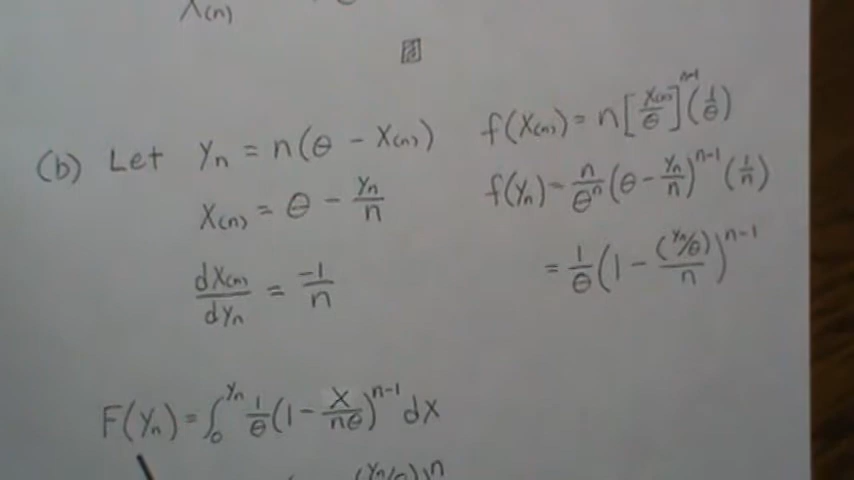 X(n)
(b) Let Yn = n(θ - X(n)) f(X(n)) = n[X(n)/θ]^(n-1) (1/θ)
X(n) = θ - Yn/n f(Yn) = n/θ^n (θ - Yn/n)^(n-1) (1/n)
dX(n)/dYn = -1/n = 1/θ (1 - (Yn/θ)/n)^(n-1)
F(Yn) = ∫_0^Yn 1/θ (1 - X/nθ)^(n-1) dX